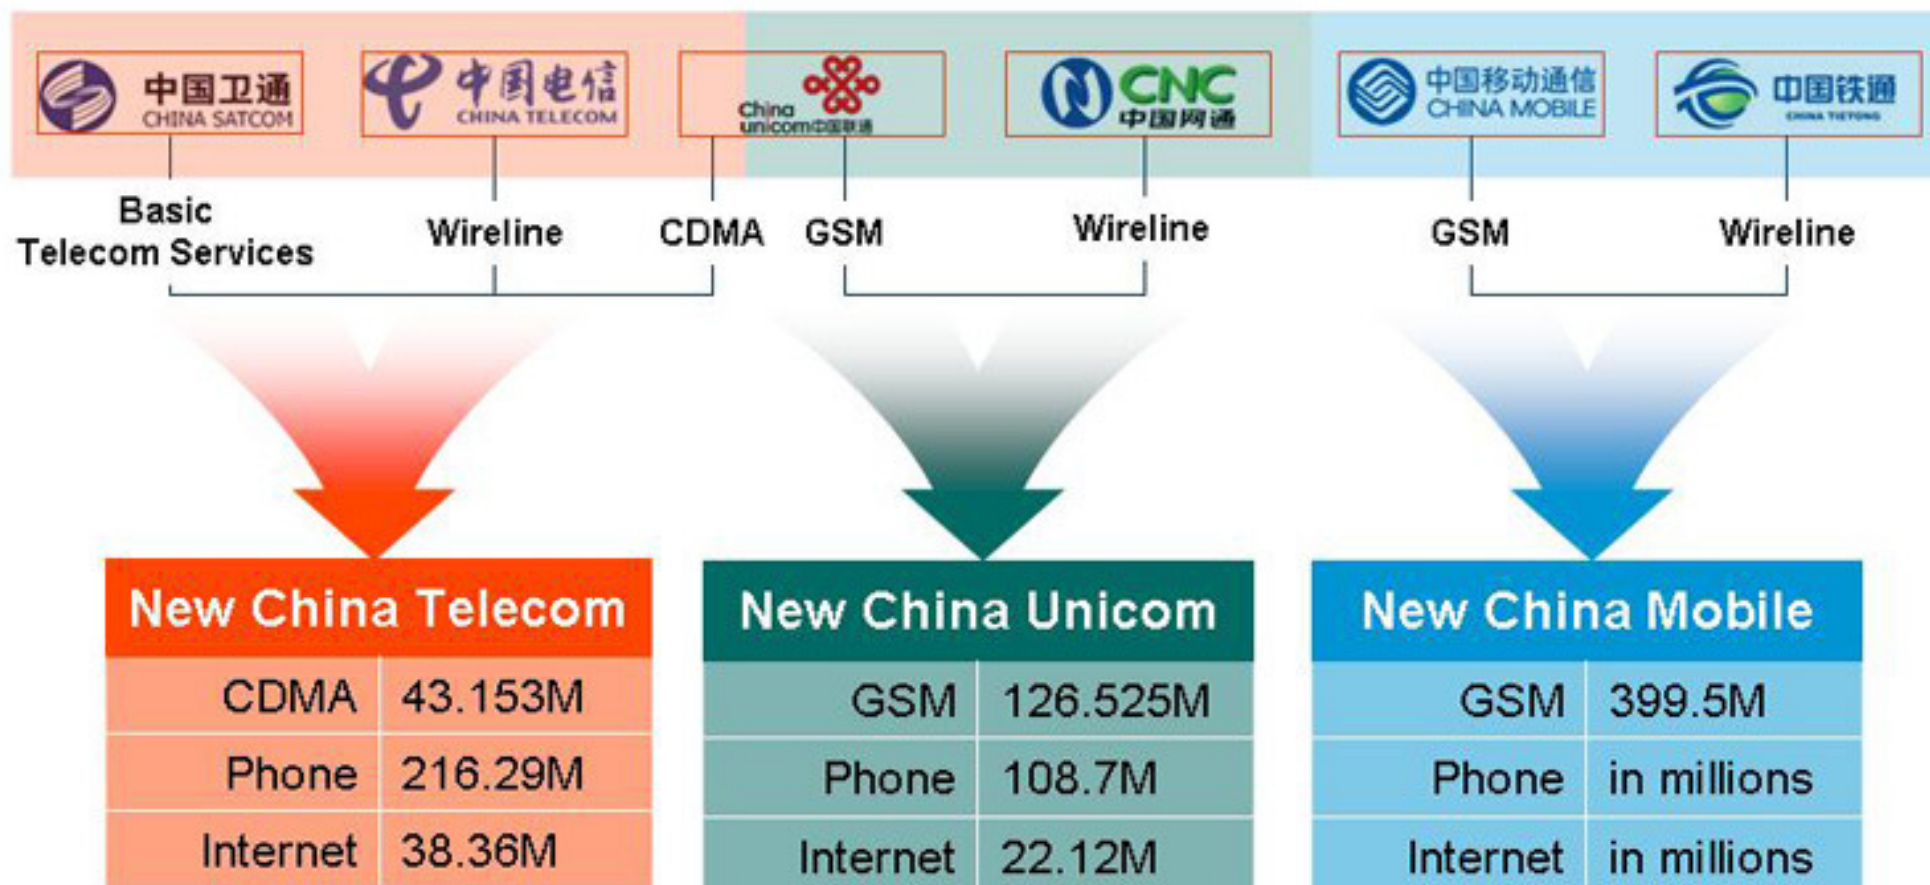 中国卫通
CHINA SATCOM
中国电信
CHINA TELECOM
China
unicom中国联通
CNC
中国网通
中国移动通信
CHINA MOBILE
中国铁通
CHINA TIETONG
Basic
Telecom Services
Wireline
CDMA
GSM
Wireline
GSM
Wireline
New China Telecom
CDMA 43.153M
Phone 216.29M
Internet 38.36M
New China Unicom
GSM 126.525M
Phone 108.7M
Internet 22.12M
New China Mobile
GSM 399.5M
Phone in millions
Internet in millions